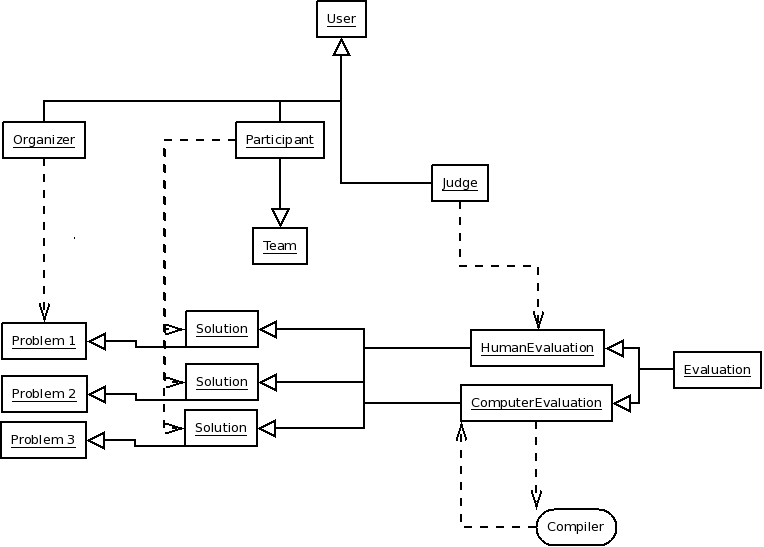 User
Organizer
Participant
Judge
Team
Problem 1
Solution
HumanEvaluation
Evaluation
Problem 2
Solution
ComputerEvaluation
Problem 3
Solution
Compiler